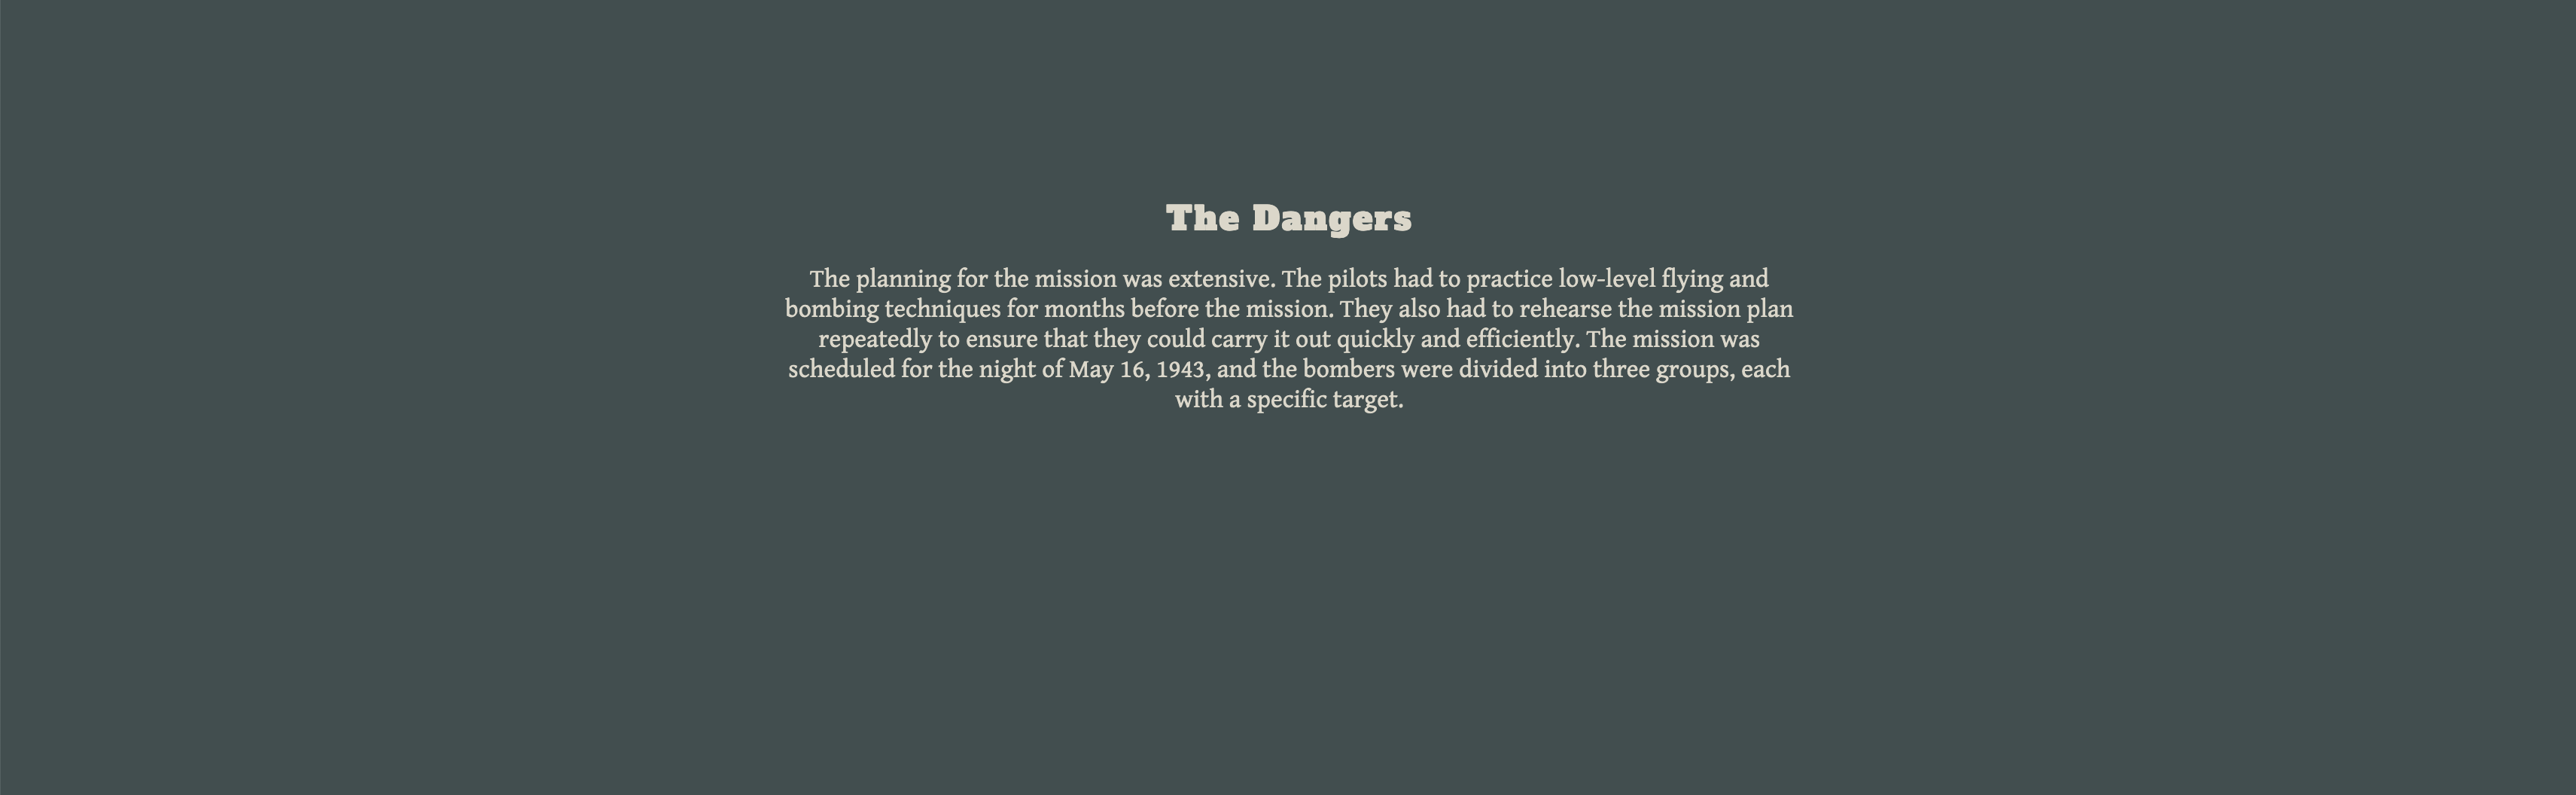 The Dangers
The planning for the mission was extensive. The pilots had to practice low-level flying and
bombing techniques for months before the mission. They also had to rehearse the mission plan
repeatedly to ensure that they could carry it out quickly and efficiently. The mission was
scheduled for the night of May 16, 1943, and the bombers were divided into three groups, each
with a specific target.